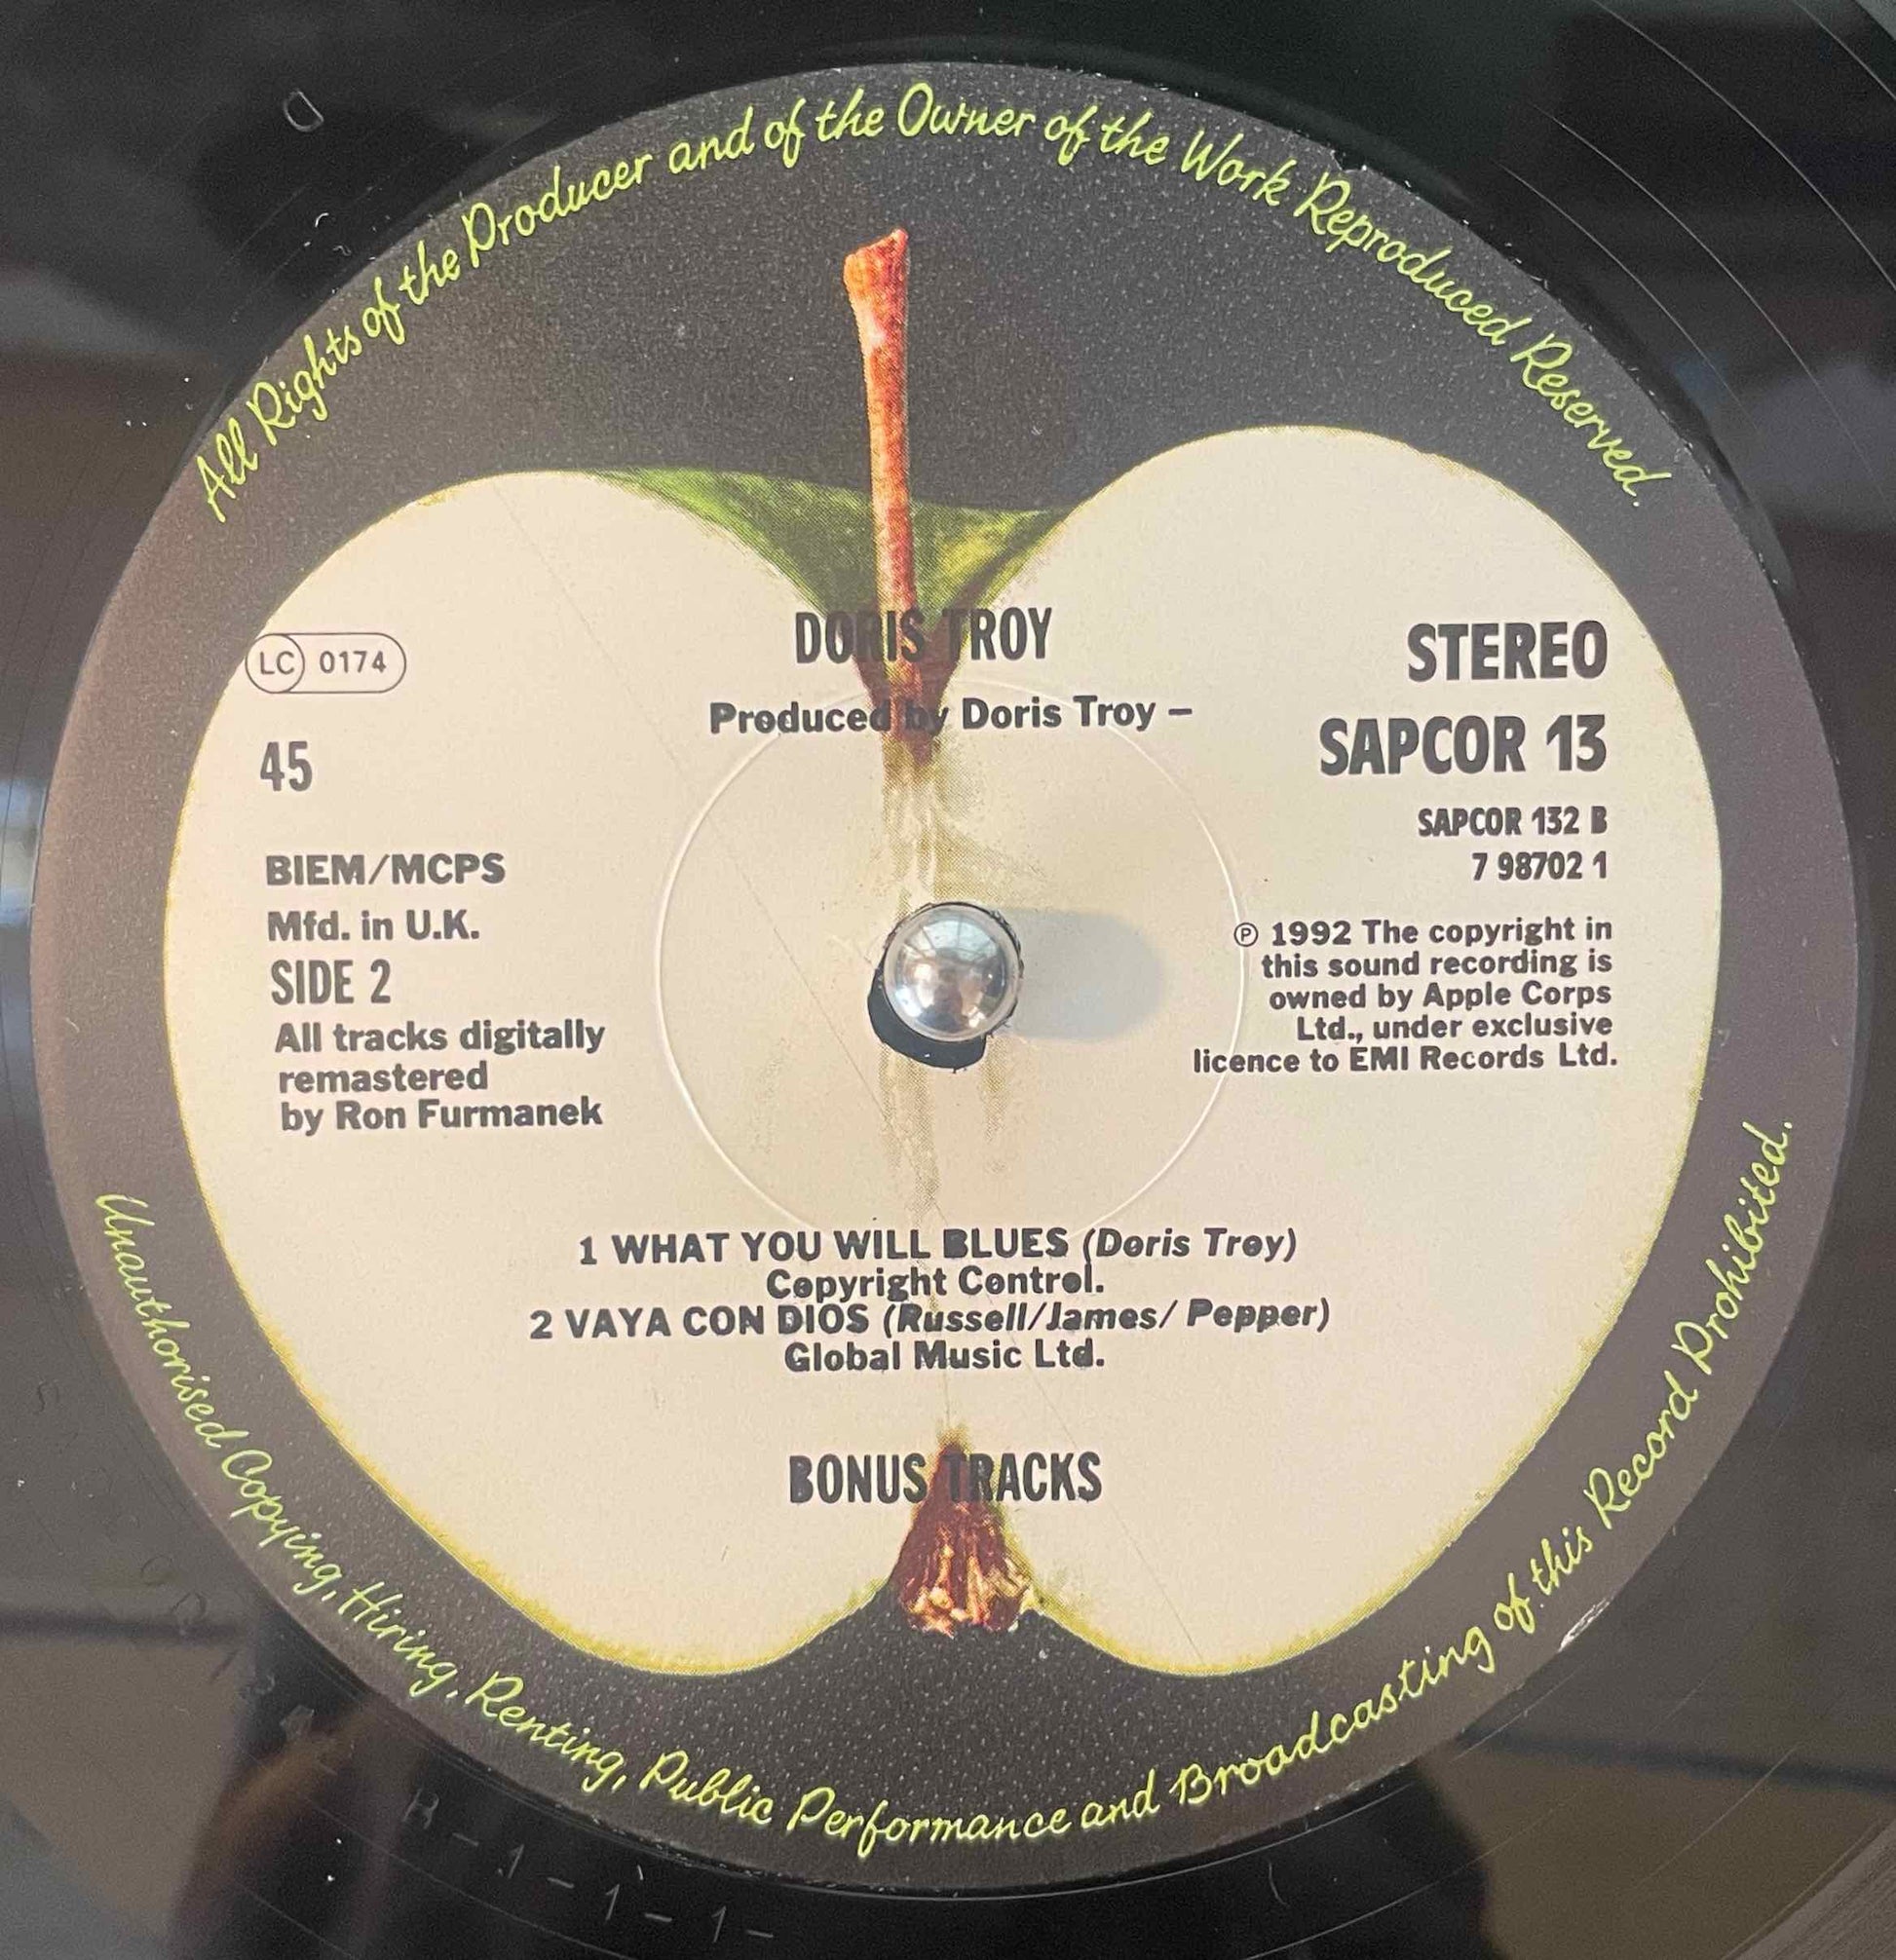 All Rights of the Producer and of the Owner of the Work Reproduced Reserved.
DORIS TROY
Produced by Doris Troy –
LC 0174
45
BIEM/MCPS
Mfd. in U.K.
SIDE 2
All tracks digitally
remastered
by Ron Furmanek
STEREO
SAPCOR 13
SAPCOR 132 B
7 98702 1
℗ 1992 The copyright in
this sound recording is
owned by Apple Corps
Ltd., under exclusive
licence to EMI Records Ltd.
1 WHAT YOU WILL BLUES (Doris Troy)
Copyright Control.
2 VAYA CON DIOS (Russell/James/ Pepper)
Global Music Ltd.
BONUS TRACKS
Unauthorised Copying, Hiring, Renting, Public Performance and Broadcasting of this Record Prohibited.
-1-1-1-